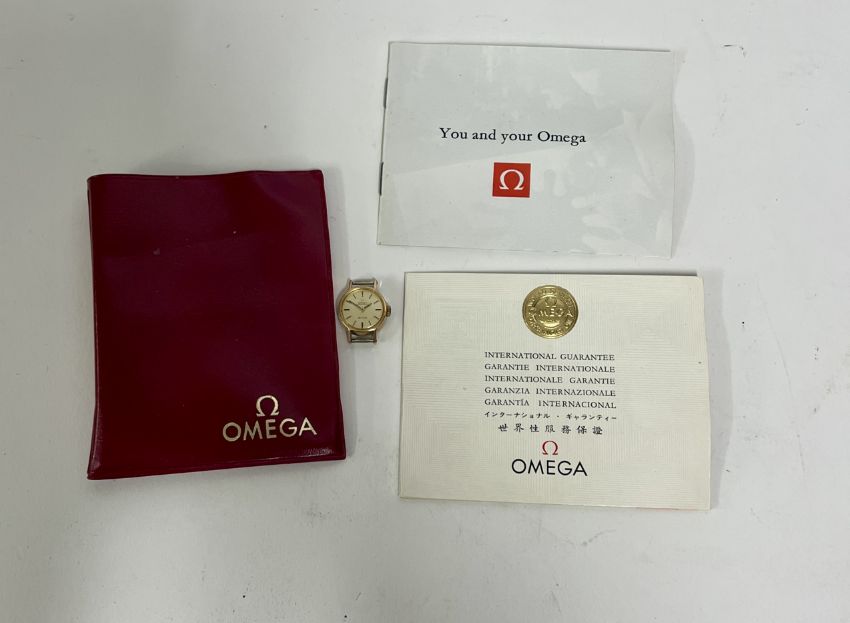 You and your Omega
Ω
Ω
OMEGA
Ω
OMEGA
INTERNATIONAL GUARANTEE
GARANTIE INTERNATIONALE
INTERNATIONALE GARANTIE
GARANZIA INTERNAZIONALE
GARANTÍA INTERNACIONAL
インターナショナル・ギャランティー
世界性服務保證
Ω
OMEGA